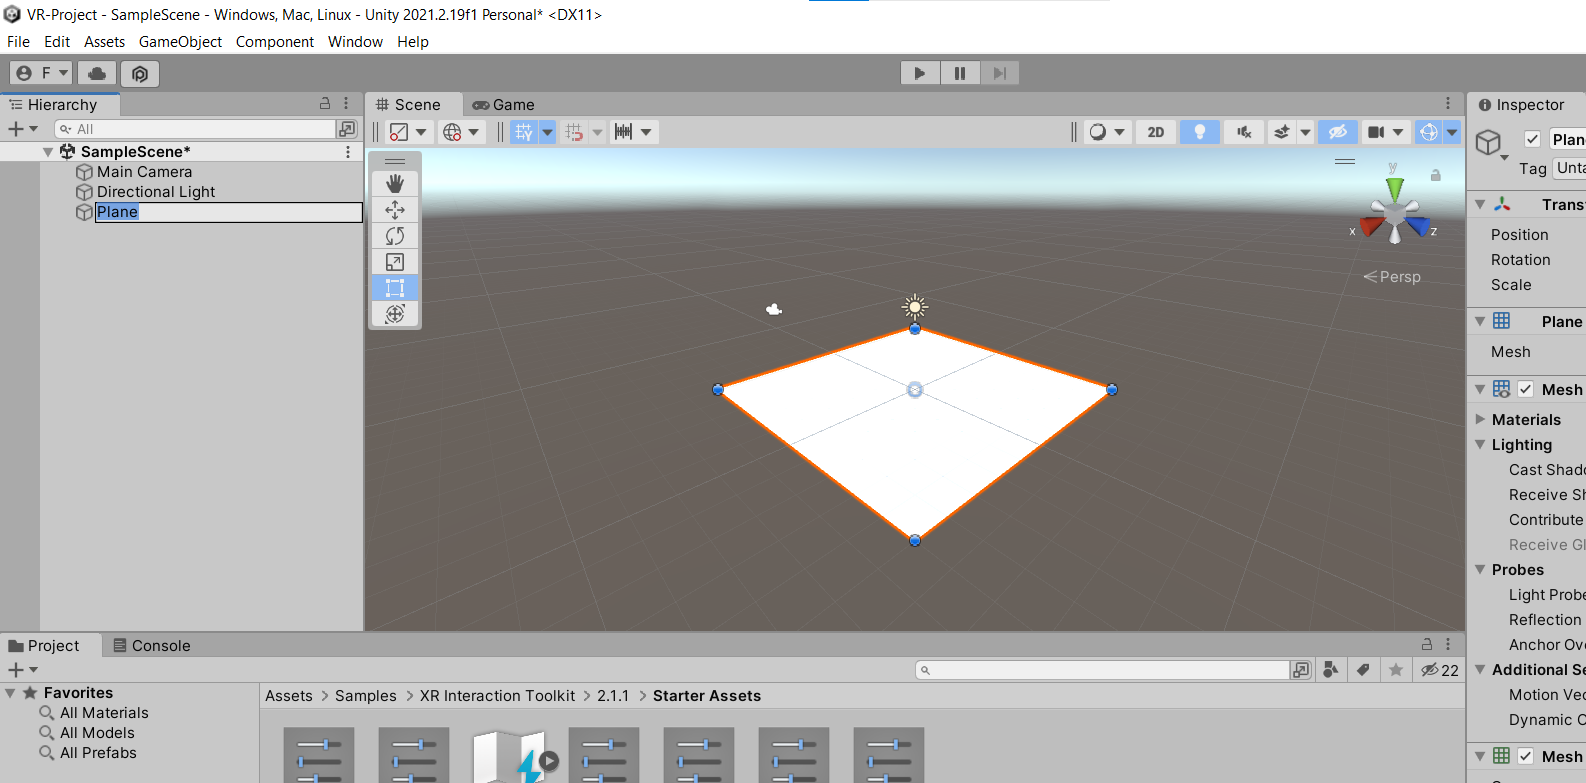 VR-Project - SampleScene - Windows, Mac, Linux - Unity 2021.2.19f1 Personal* <DX11>
File Edit Assets GameObject Component Window Help
F
Hierarchy
All
SampleScene*
Main Camera
Directional Light
Plane
Scene Game
2D
y
x
z
Persp
Inspector
Plane
Tag Unta
Transf
Position
Rotation
Scale
Plane
Mesh
Mesh
Materials
Lighting
Cast Shado
Receive Sh
Contribute
Receive Gl
Probes
Light Probe
Reflection
Anchor Ove
Additional Se
Motion Vec
Dynamic O
Mesh
Project Console
22
Favorites
All Materials
All Models
All Prefabs
Assets > Samples > XR Interaction Toolkit > 2.1.1 > Starter Assets